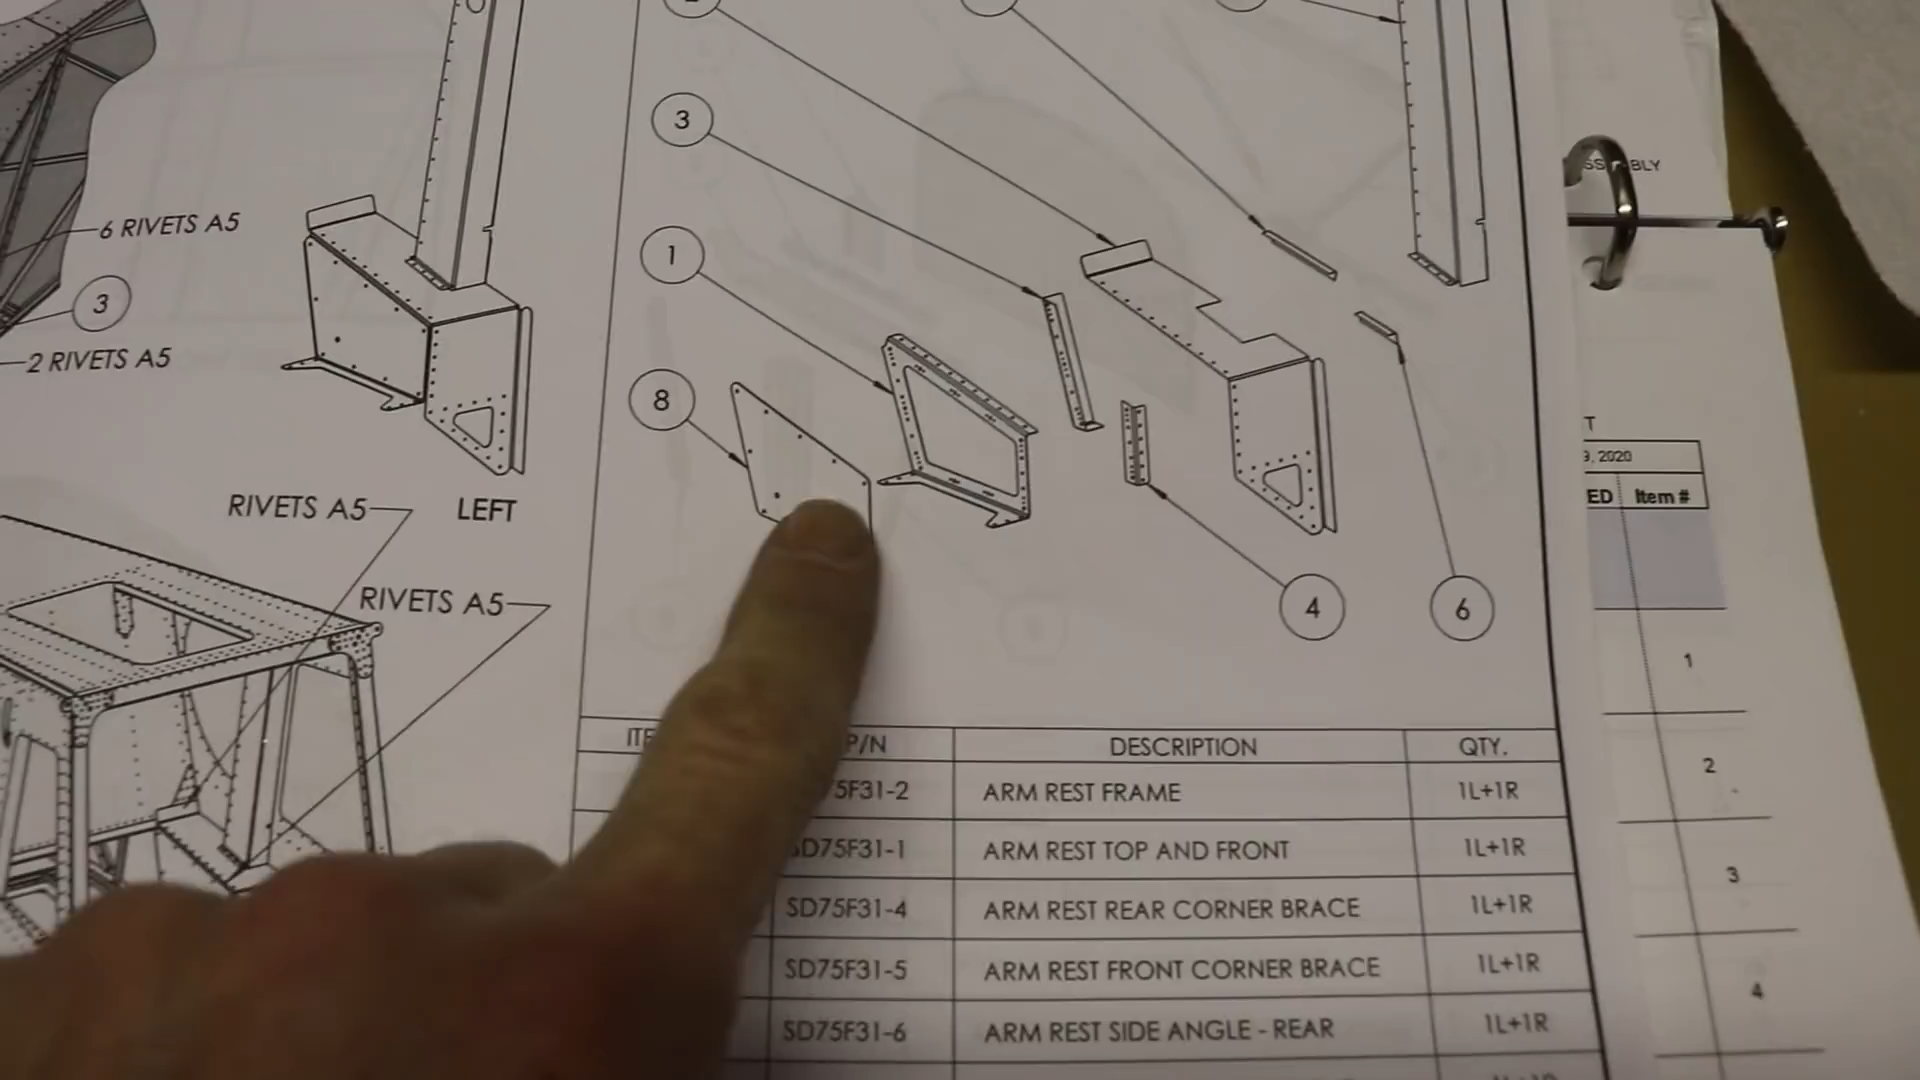 3
1
8
4
6
6 RIVETS A5
3
2 RIVETS A5
RIVETS A5
LEFT
RIVETS A5
P/N DESCRIPTION QTY.
5F31-2 ARM REST FRAME 1L+1R
SD75F31-1 ARM REST TOP AND FRONT 1L+1R
SD75F31-4 ARM REST REAR CORNER BRACE 1L+1R
SD75F31-5 ARM REST FRONT CORNER BRACE 1L+1R
SD75F31-6 ARM REST SIDE ANGLE - REAR 1L+1R
9, 2020
ED Item #
1
2
3
4